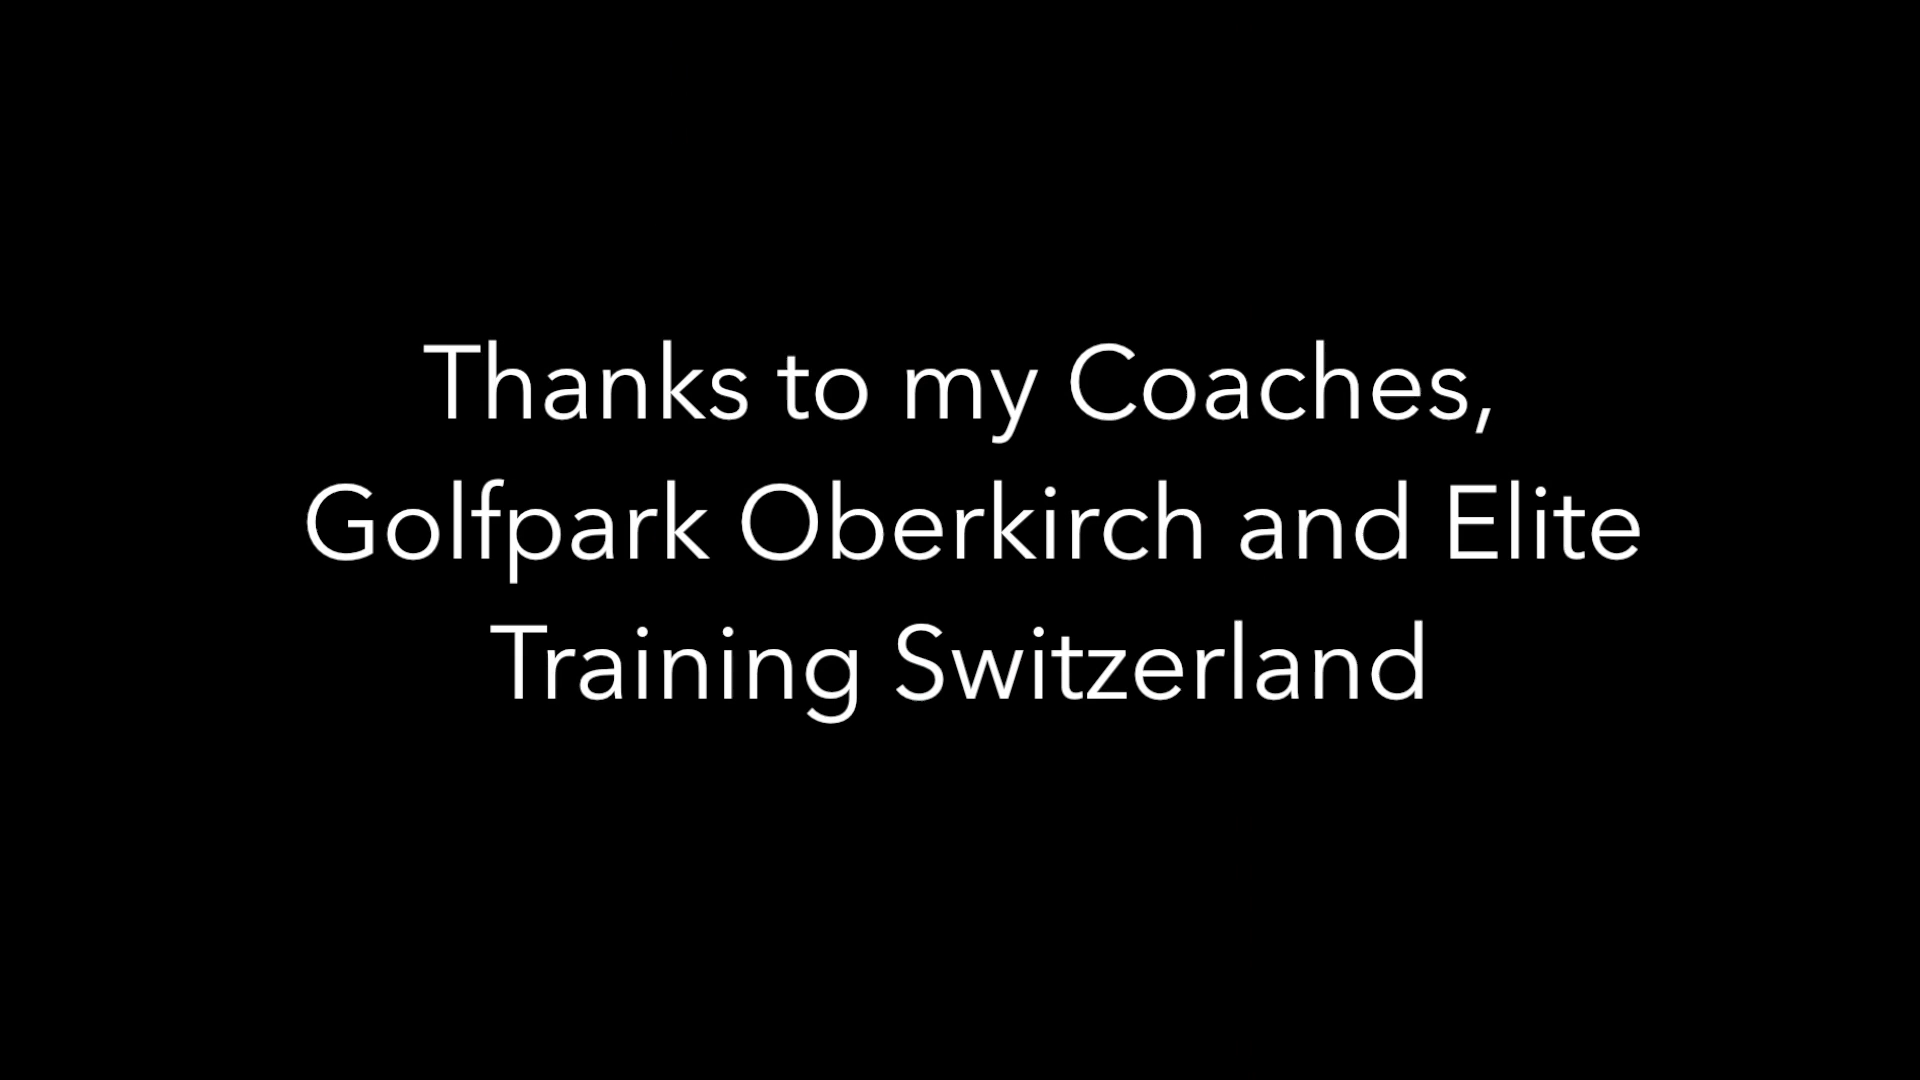 Thanks to my Coaches,
Golfpark Oberkirch and Elite
Training Switzerland